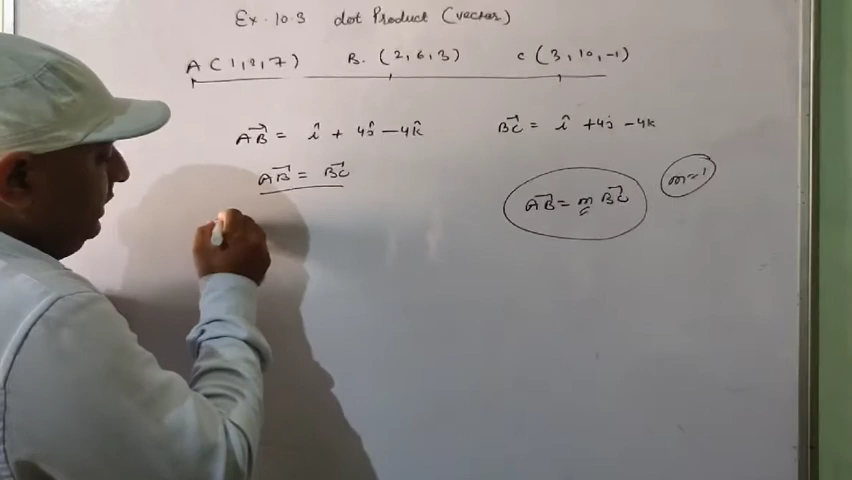 Ex. 10.3 dot Product (vector)
A (1,2,7) B. (2,6,3) C (3,10,-1)
AB⃗ = î + 4ĵ - 4k̂ BC⃗ = î + 4j - 4k
AB⃗ = BC⃗
AB⃗ = m BC⃗ m=1